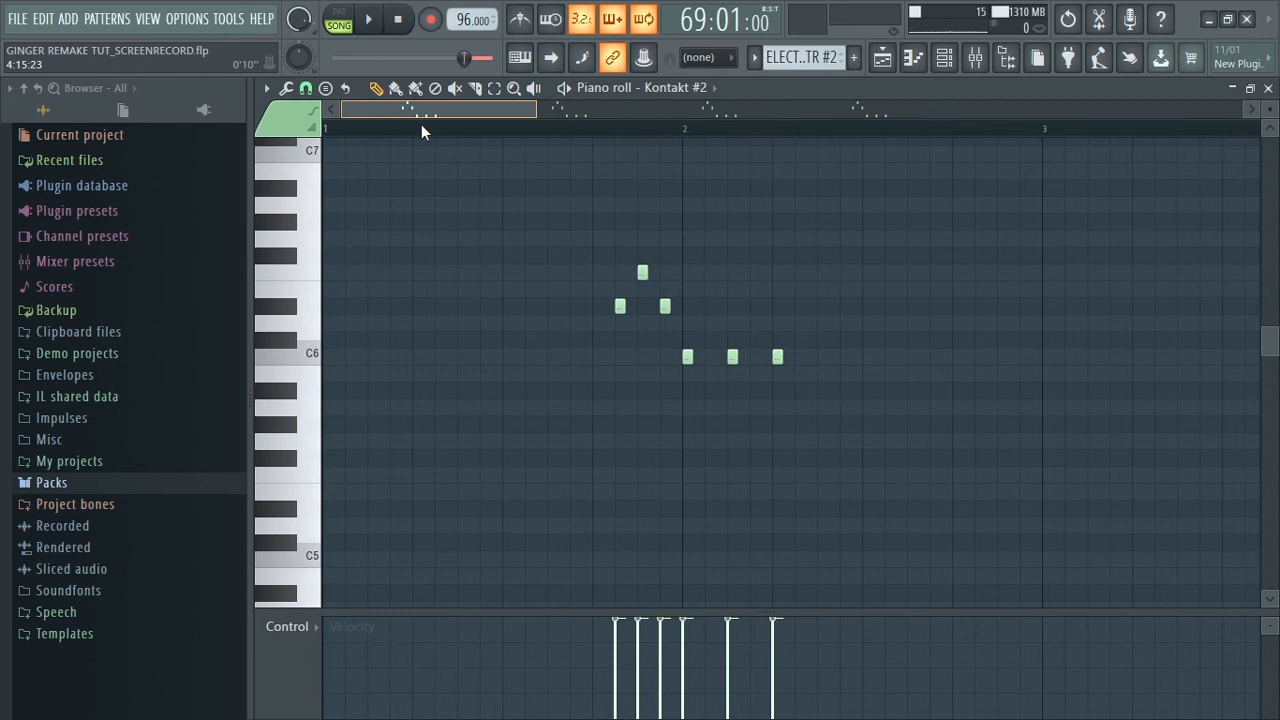 FILE EDIT ADD PATTERNS VIEW OPTIONS TOOLS HELP
PAT
SONG
96.000
3.2
69:01:00
B:S:T
15
1310 MB
0
GINGER REMAKE TUT_SCREENRECORD.flp
4:15:23
0'10"
(none)
ELECT..TR #2
11/01
New Plugi..
Browser - All
Piano roll - Kontakt #2
Current project
Recent files
Plugin database
Plugin presets
Channel presets
Mixer presets
Scores
Backup
Clipboard files
Demo projects
Envelopes
IL shared data
Impulses
Misc
My projects
Packs
Project bones
Recorded
Rendered
Sliced audio
Soundfonts
Speech
Templates
1
2
3
C7
C6
C5
Control
Velocity